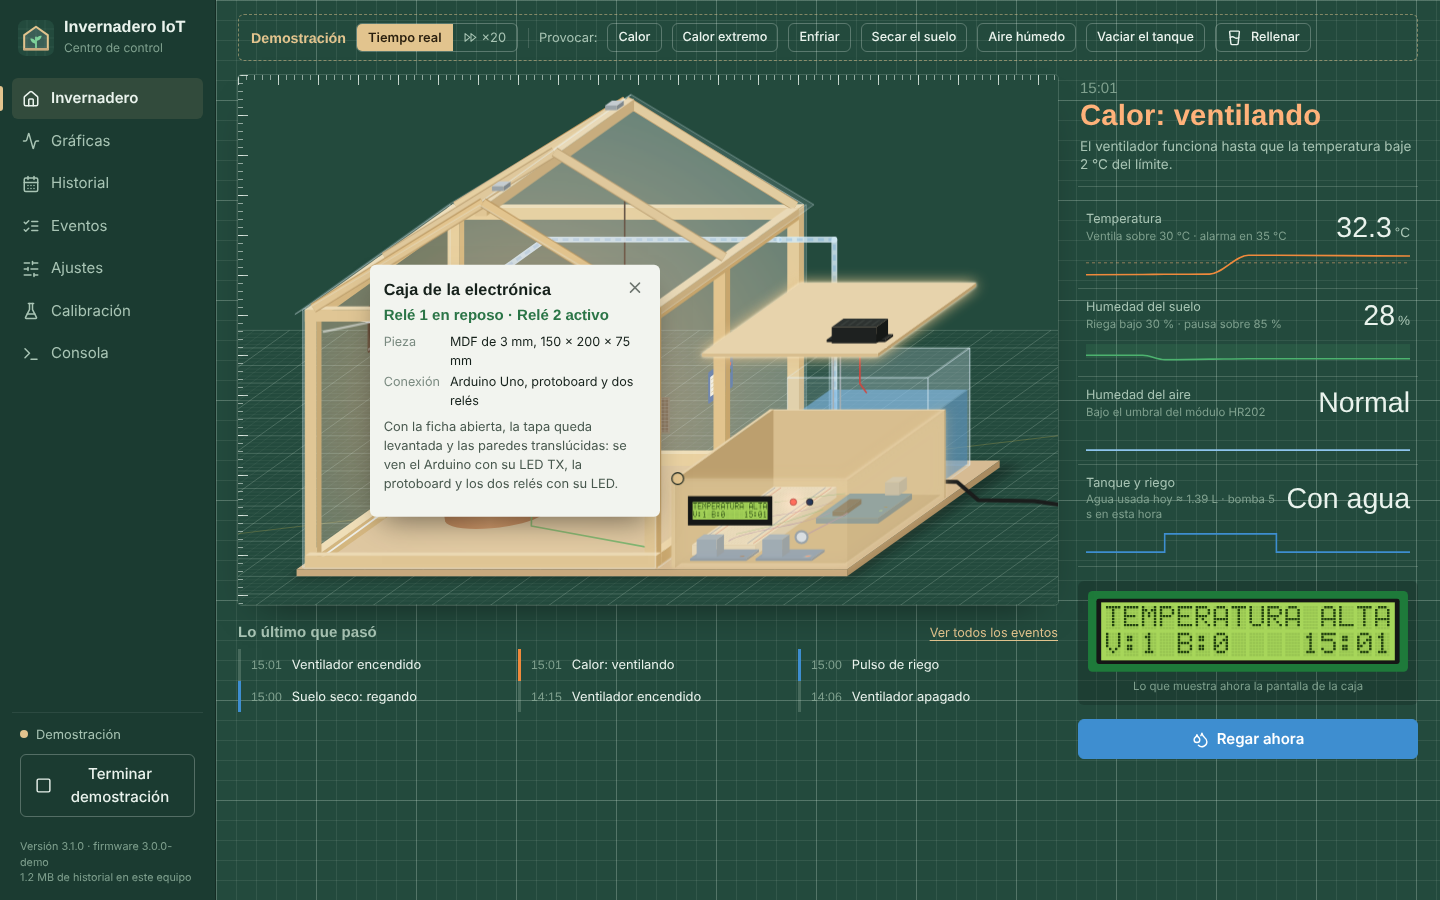 Invernadero IoT
Centro de control
Invernadero
Gráficas
Historial
Eventos
Ajustes
Calibración
Consola
Demostración
Terminar
demostración
Versión 3.1.0 · firmware 3.0.0-
demo
1.2 MB de historial en este equipo
Demostración
Tiempo real
×20
Provocar:
Calor
Calor extremo
Enfriar
Secar el suelo
Aire húmedo
Vaciar el tanque
Rellenar
Caja de la electrónica
Relé 1 en reposo · Relé 2 activo
Pieza MDF de 3 mm, 150 × 200 × 75
mm
Conexión Arduino Uno, protoboard y dos
relés
Con la ficha abierta, la tapa queda
levantada y las paredes translúcidas: se
ven el Arduino con su LED TX, la
protoboard y los dos relés con su LED.
TEMPERATURA ALTA
V:1 B:0 15:01
Lo último que pasó
Ver todos los eventos
15:01 Ventilador encendido
15:01 Calor: ventilando
15:00 Pulso de riego
15:00 Suelo seco: regando
14:15 Ventilador encendido
14:06 Ventilador apagado
15:01
Calor: ventilando
El ventilador funciona hasta que la temperatura baje
2 °C del límite.
Temperatura
Ventila sobre 30 °C · alarma en 35 °C
32.3 °C
Humedad del suelo
Riega bajo 30 % · pausa sobre 85 %
28 %
Humedad del aire
Bajo el umbral del módulo HR202
Normal
Tanque y riego
Agua usada hoy ≈ 1.39 L · bomba 5
s en esta hora
Con agua
TEMPERATURA ALTA
V:1 B:0 15:01
Lo que muestra ahora la pantalla de la caja
Regar ahora